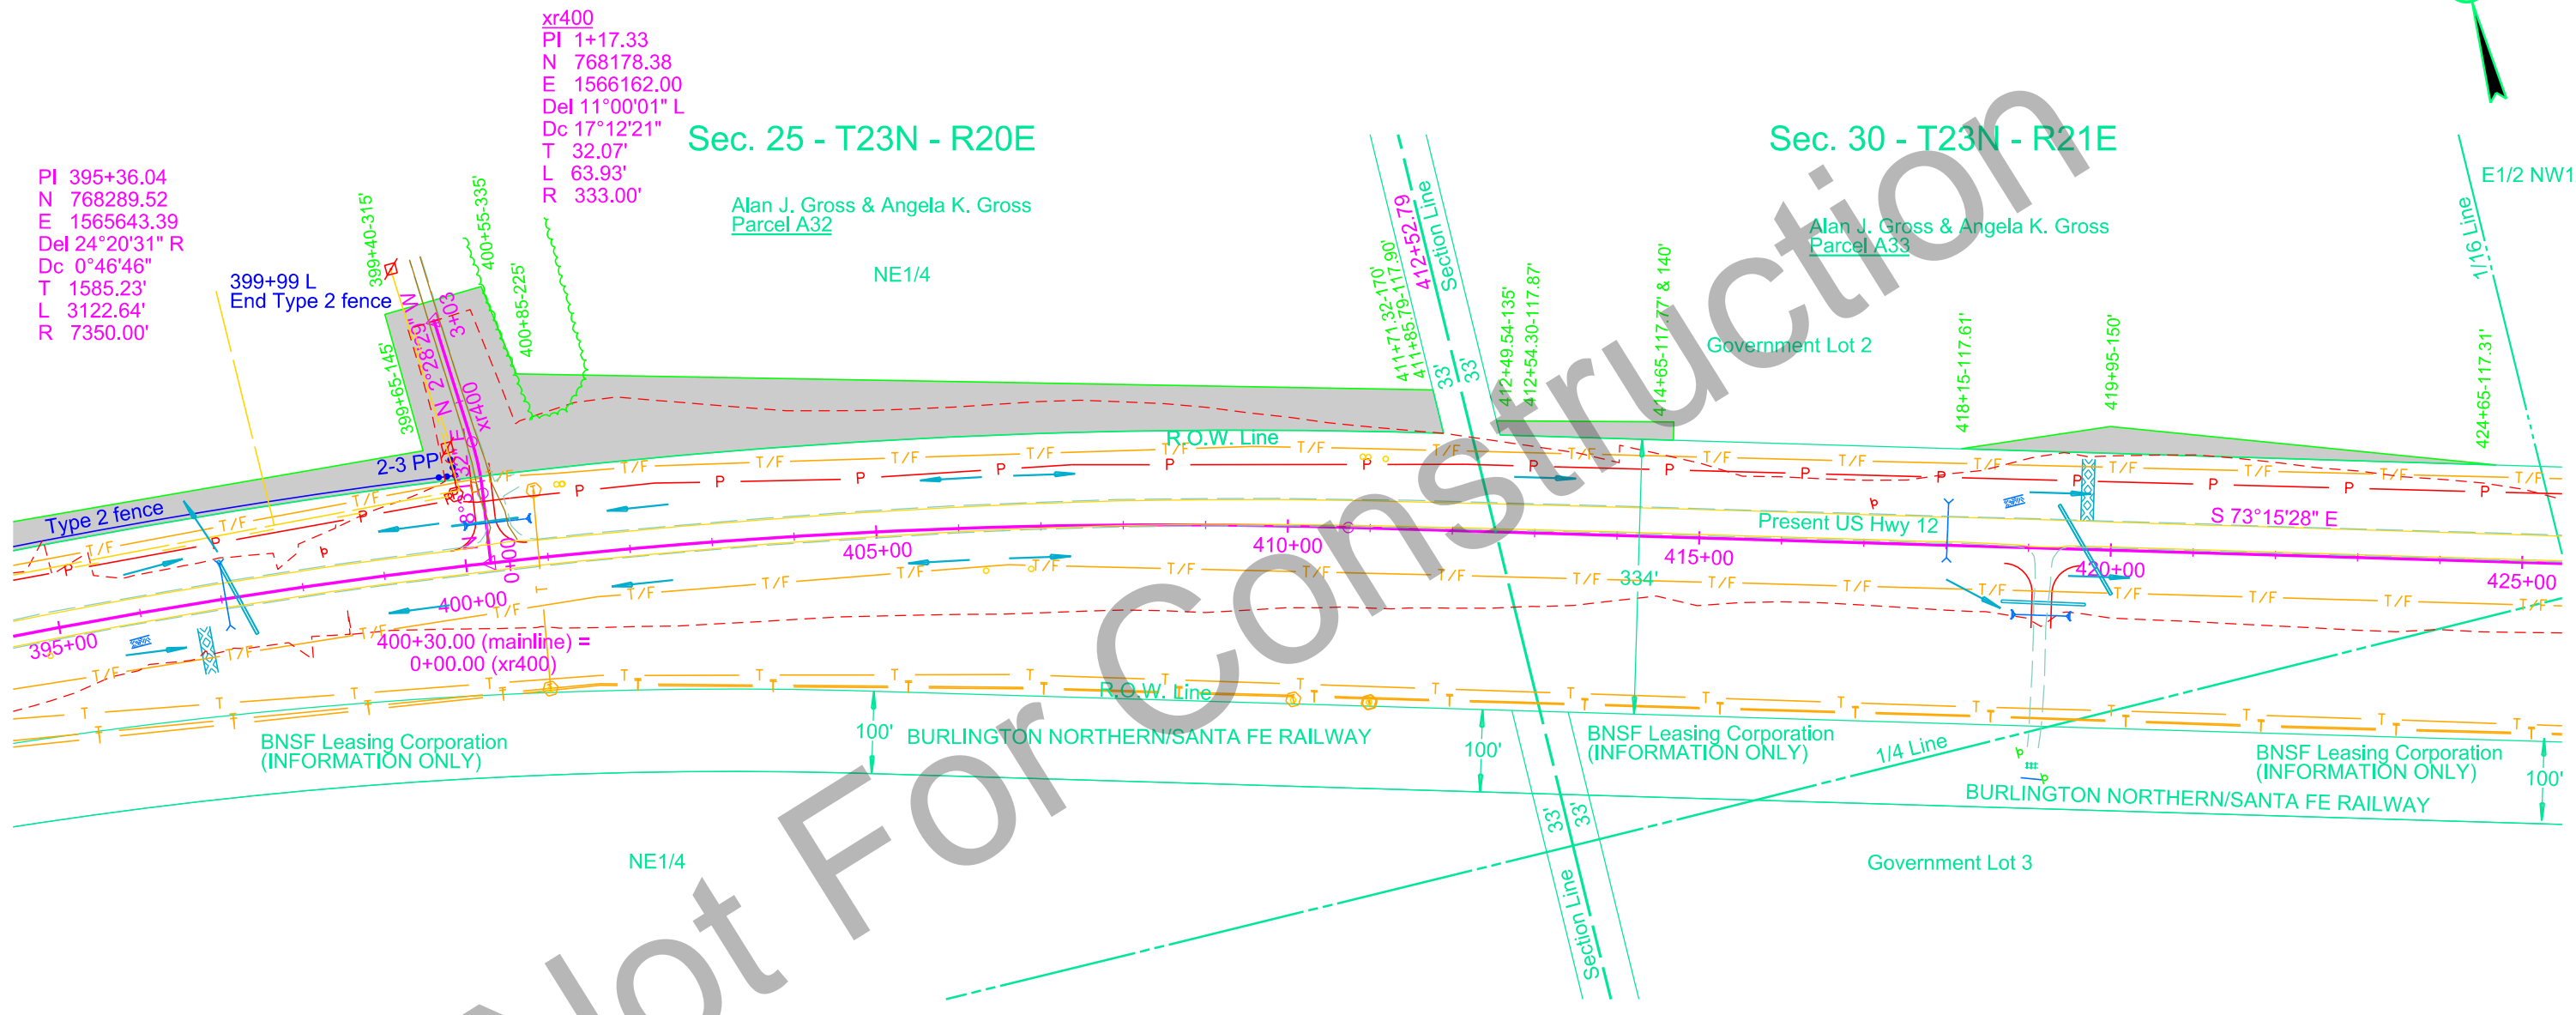 xr400
PI 1+17.33
N 768178.38
E 1566162.00
Del 11°00'01" L
Dc 17°12'21"
T 32.07'
L 63.93'
R 333.00'
Sec. 25 - T23N - R20E
Sec. 30 - T23N - R21E
PI 395+36.04
N 768289.52
E 1565643.39
Del 24°20'31" R
Dc 0°46'46"
T 1585.23'
L 3122.64'
R 7350.00'
399+99 L
End Type 2 fence
399+40-315'
400+55-335'
400+85-225'
399+65-145'
Alan J. Gross & Angela K. Gross
Parcel A32
NE1/4
411+71.32-170'
411+85.79-117.90'
412+52.79
Section Line
33'
33'
412+49.54-135'
412+54.30-117.87'
414+65-117.77' & 140'
Alan J. Gross & Angela K. Gross
Parcel A33
Government Lot 2
418+15-117.61'
419+95-150'
424+65-117.31'
1/16 Line
E1/2 NW1
3+03
N 2°28'29" W
xr400
2-3 PP
Type 2 fence
R.O.W. Line
T/F
P
Present US Hwy 12
S 73°15'28" E
0+00
395+00
400+00
405+00
410+00
415+00
420+00
425+00
334'
400+30.00 (mainline) =
0+00.00 (xr400)
T
R.O.W. Line
BNSF Leasing Corporation
(INFORMATION ONLY)
100'
BURLINGTON NORTHERN/SANTA FE RAILWAY
100'
BNSF Leasing Corporation
(INFORMATION ONLY)
1/4 Line
BNSF Leasing Corporation
(INFORMATION ONLY)
100'
BURLINGTON NORTHERN/SANTA FE RAILWAY
33'
33'
Section Line
NE1/4
Government Lot 3
Not For Construction